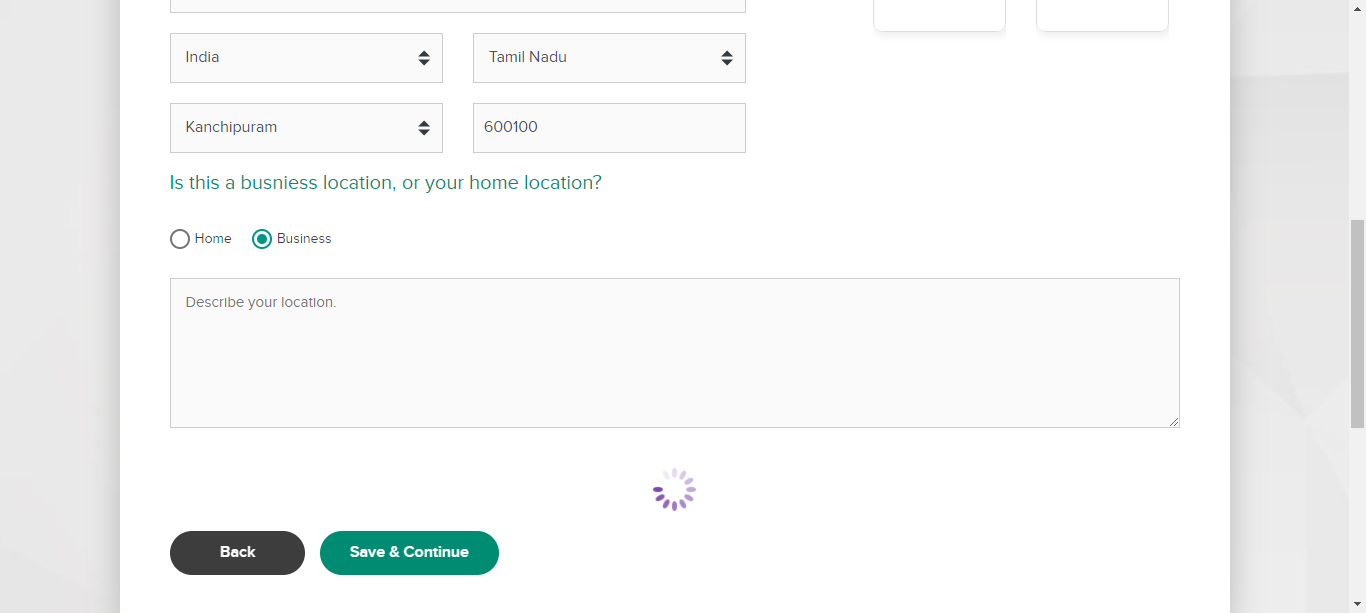 India
Tamil Nadu
Kanchipuram
600100
Is this a busniess location, or your home location?
Home
Business
Describe your location.
Back
Save & Continue